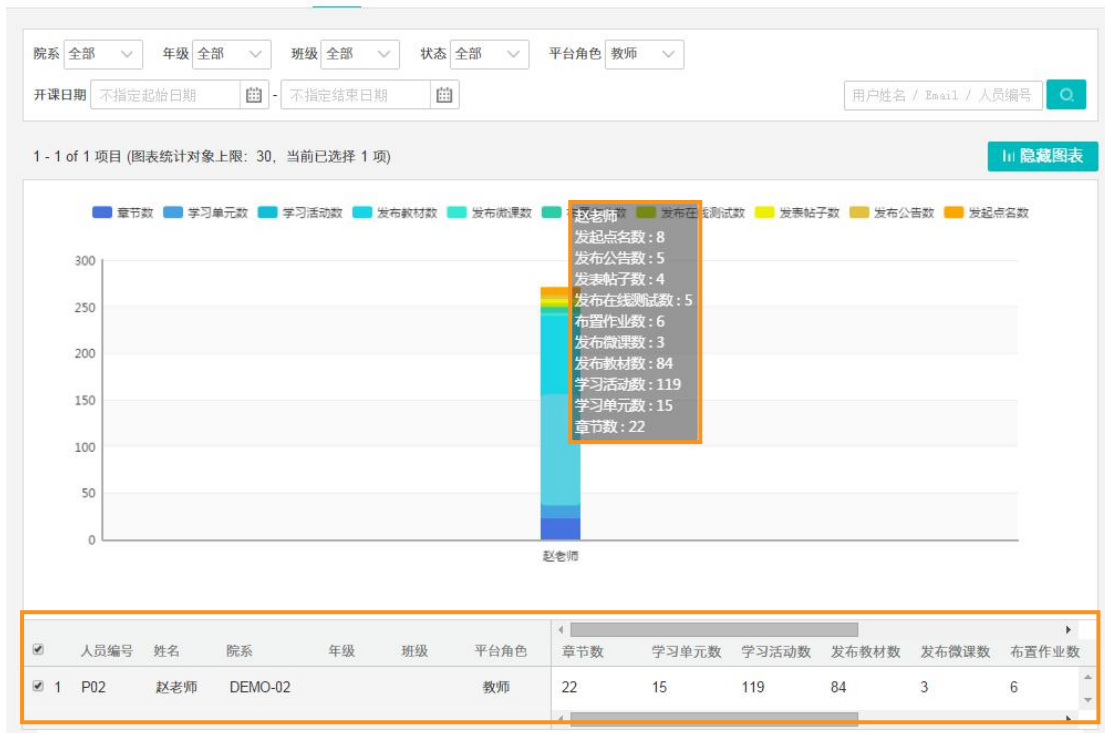 院系 全部 年级 全部 班级 全部 状态 全部 平台角色 教师
开课日期 不指定起始日期 - 不指定结束日期 用户姓名 / Email / 人员编号
1 - 1 of 1 项目 (图表统计对象上限: 30, 当前已选择 1 项) 隐藏图表
章节数 学习单元数 学习活动数 发布教材数 发布微课数 发布在线测试数 发表帖子数 发布公告数 发起点名数
赵老师
发起点名数 : 8
发布公告数 : 5
发表帖子数 : 4
发布在线测试数 : 5
布置作业数 : 6
发布微课数 : 3
发布教材数 : 84
学习活动数 : 119
学习单元数 : 15
章节数 : 22
300
250
200
150
100
50
0
赵老师
人员编号 姓名 院系 年级 班级 平台角色 章节数 学习单元数 学习活动数 发布教材数 发布微课数 布置作业数
1 P02 赵老师 DEMO-02 教师 22 15 119 84 3 6